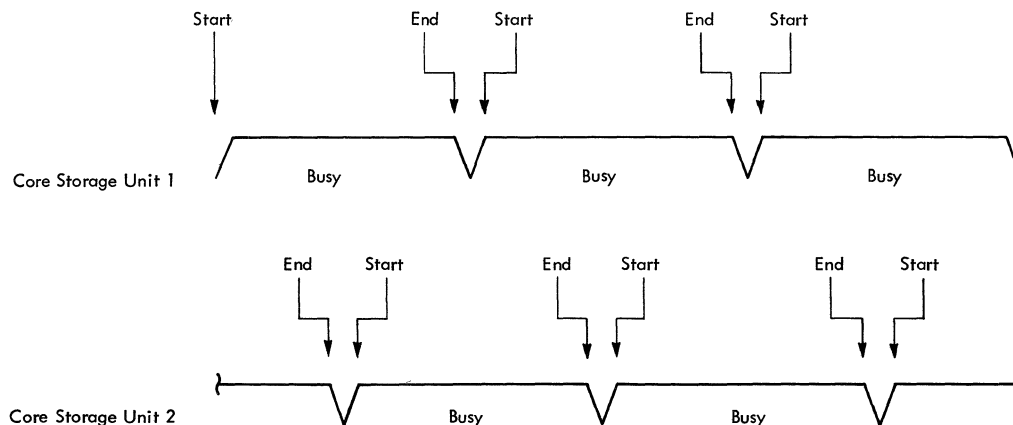 Start End Start End Start
Core Storage Unit 1 Busy Busy Busy
End Start End Start End Start
Core Storage Unit 2 Busy Busy